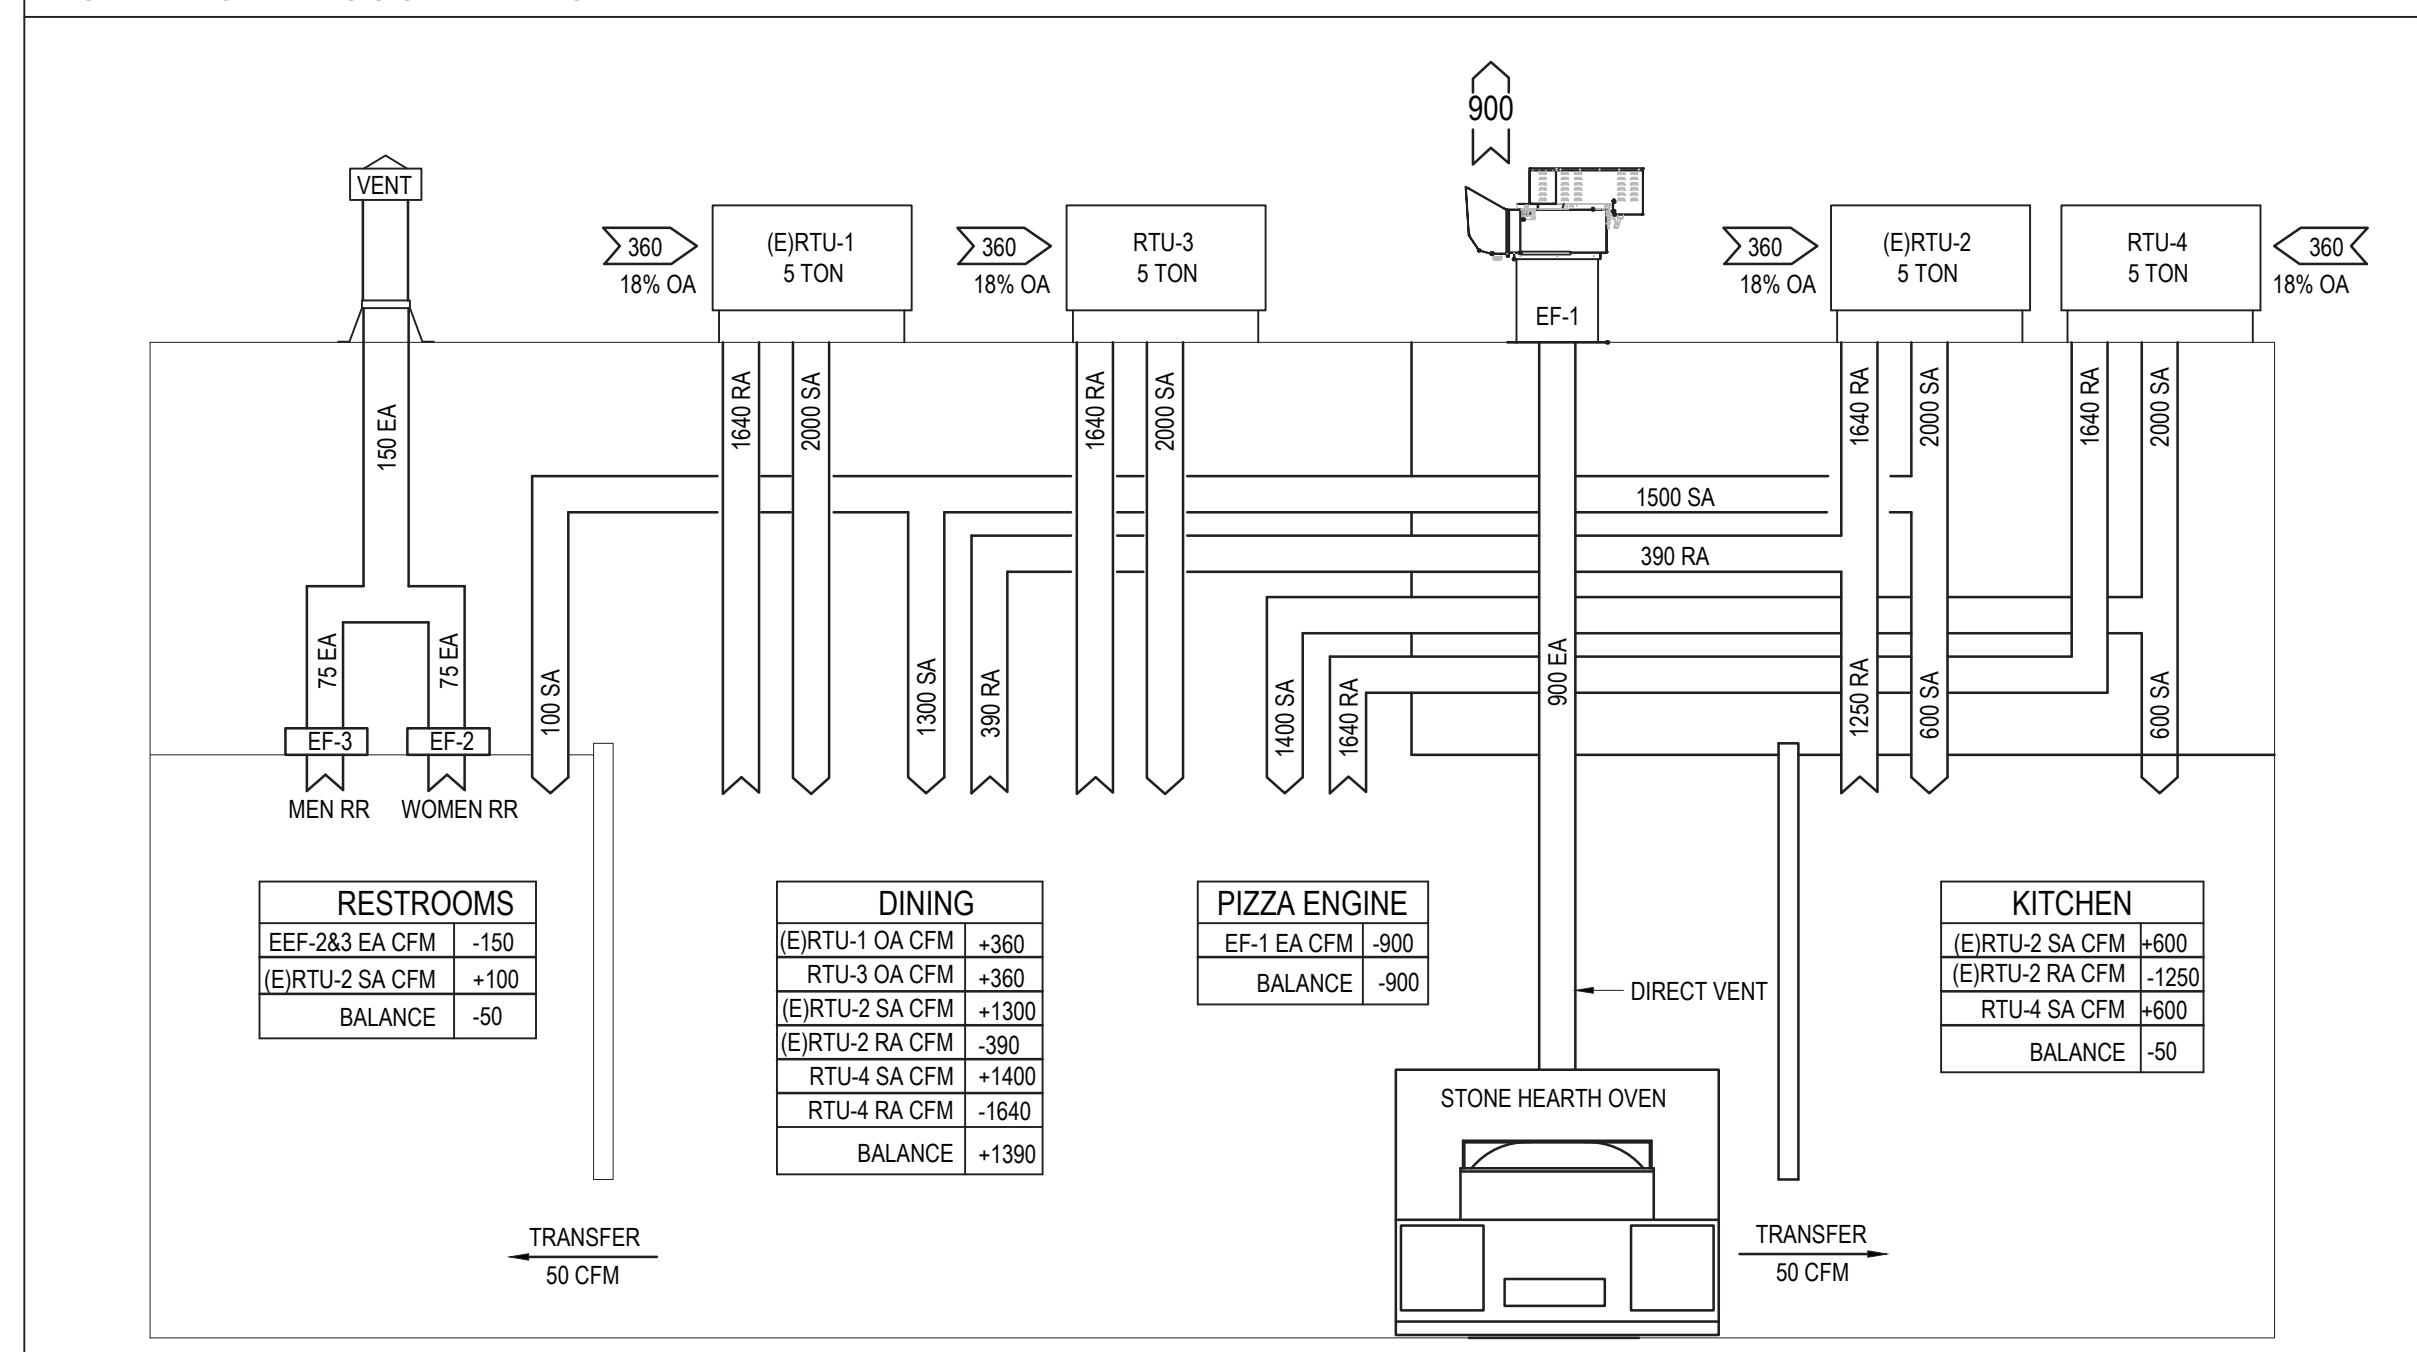 900
VENT
360
18% OA
(E)RTU-1
5 TON
360
18% OA
RTU-3
5 TON
EF-1
360
18% OA
(E)RTU-2
5 TON
RTU-4
5 TON
360
18% OA
150 EA
1640 RA
2000 SA
1640 RA
2000 SA
1640 RA
2000 SA
1640 RA
2000 SA
1500 SA
390 RA
75 EA
75 EA
100 SA
1300 SA
390 RA
1400 SA
1640 RA
900 EA
1250 RA
600 SA
600 SA
EF-3
EF-2
MEN RR
WOMEN RR
RESTROOMS
EEF-2&3 EA CFM -150
(E)RTU-2 SA CFM +100
BALANCE -50
DINING
(E)RTU-1 OA CFM +360
RTU-3 OA CFM +360
(E)RTU-2 SA CFM +1300
(E)RTU-2 RA CFM -390
RTU-4 SA CFM +1400
RTU-4 RA CFM -1640
BALANCE +1390
PIZZA ENGINE
EF-1 EA CFM -900
BALANCE -900
DIRECT VENT
KITCHEN
(E)RTU-2 SA CFM +600
(E)RTU-2 RA CFM -1250
RTU-4 SA CFM +600
BALANCE -50
STONE HEARTH OVEN
TRANSFER
50 CFM
TRANSFER
50 CFM